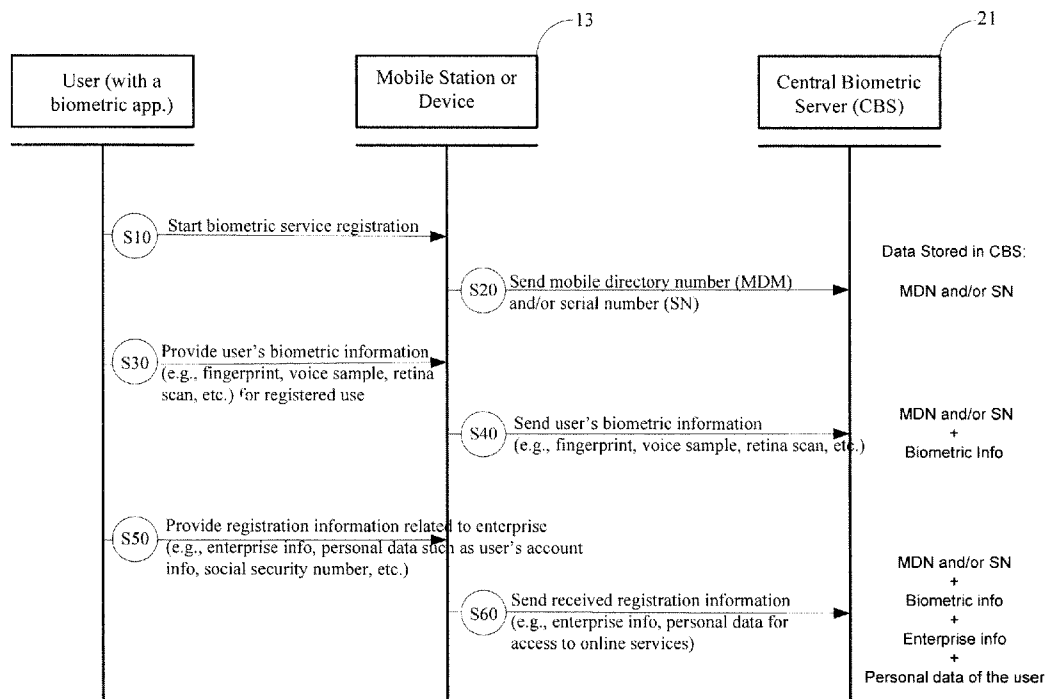 13
21
User (with a
biometric app.)
Mobile Station or
Device
Central Biometric
Server (CBS)
S10
Start biometric service registration
Data Stored in CBS:
S20
Send mobile directory number (MDM)
and/or serial number (SN)
MDN and/or SN
S30
Provide user's biometric information
(e.g., fingerprint, voice sample, retina
scan, etc.) for registered use
S40
Send user's biometric information
(e.g., fingerprint, voice sample, retina scan, etc.)
MDN and/or SN
+
Biometric Info
S50
Provide registration information related to enterprise
(e.g., enterprise info, personal data such as user's account
info, social security number, etc.)
S60
Send received registration information
(e.g., enterprise info, personal data for
access to online services)
MDN and/or SN
+
Biometric info
+
Enterprise info
+
Personal data of the user